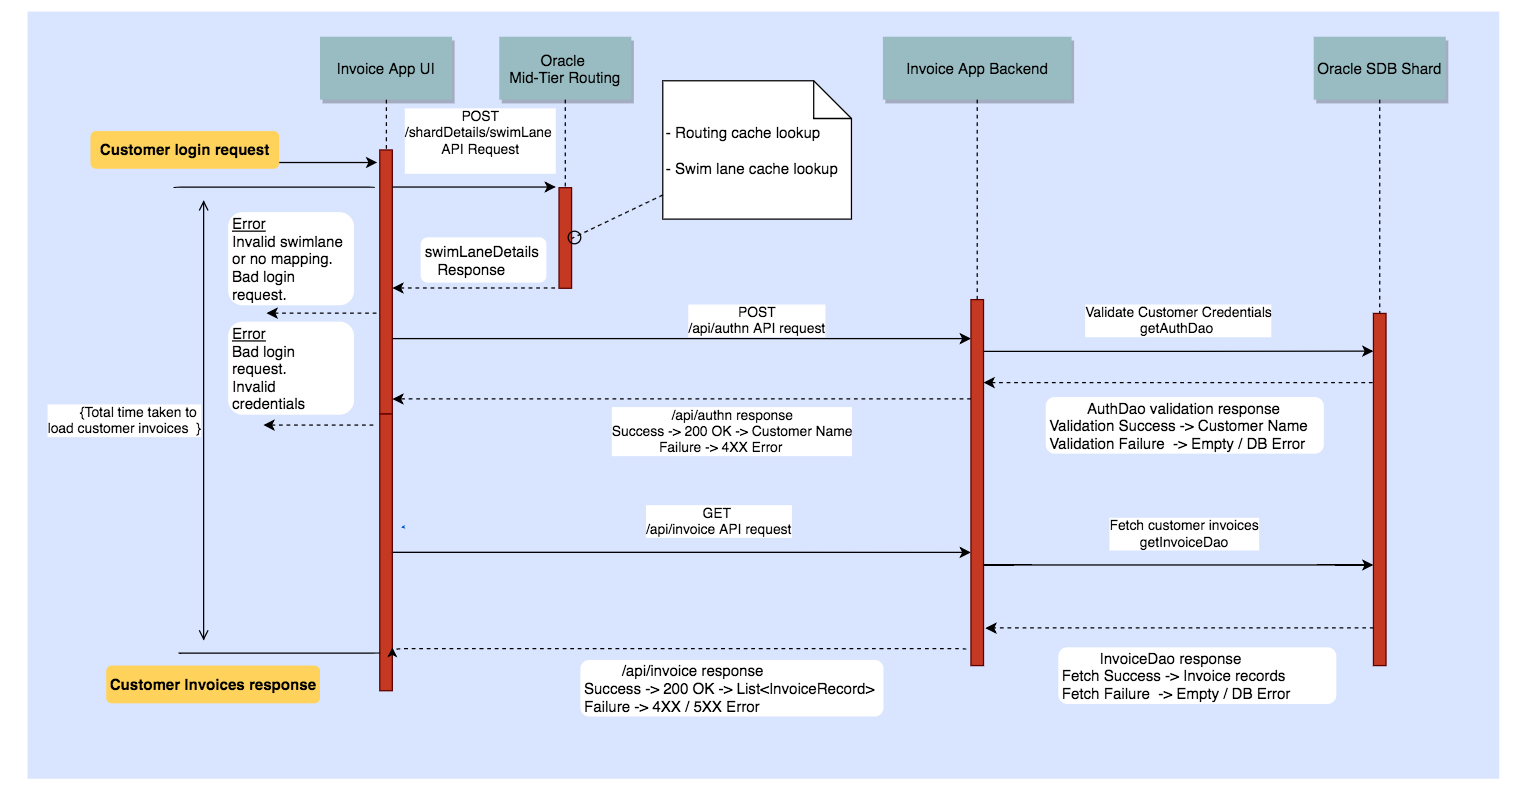 Invoice App UI
Oracle
Mid-Tier Routing
Invoice App Backend
Oracle SDB Shard
POST
/shardDetails/swimLane
API Request
- Routing cache lookup
- Swim lane cache lookup
Customer login request
Error
Invalid swimlane
or no mapping.
Bad login
request.
swimLaneDetails
Response
POST
/api/authn API request
Validate Customer Credentials
getAuthDao
Error
Bad login
request.
Invalid
credentials
{Total time taken to
load customer invoices }
/api/authn response
Success -> 200 OK -> Customer Name
Failure -> 4XX Error
AuthDao validation response
Validation Success -> Customer Name
Validation Failure -> Empty / DB Error
GET
/api/invoice API request
Fetch customer invoices
getInvoiceDao
Customer Invoices response
/api/invoice response
Success -> 200 OK -> List<InvoiceRecord>
Failure -> 4XX / 5XX Error
InvoiceDao response
Fetch Success -> Invoice records
Fetch Failure -> Empty / DB Error